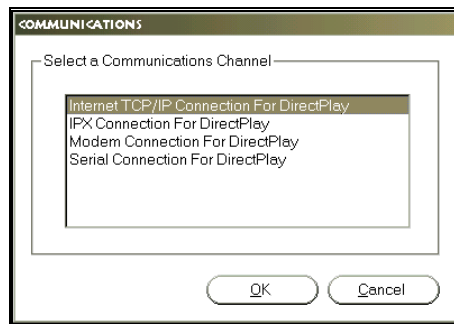 COMMUNICATIONS
Select a Communications Channel
Internet TCP/IP Connection For DirectPlay
IPX Connection For DirectPlay
Modem Connection For DirectPlay
Serial Connection For DirectPlay
OK Cancel